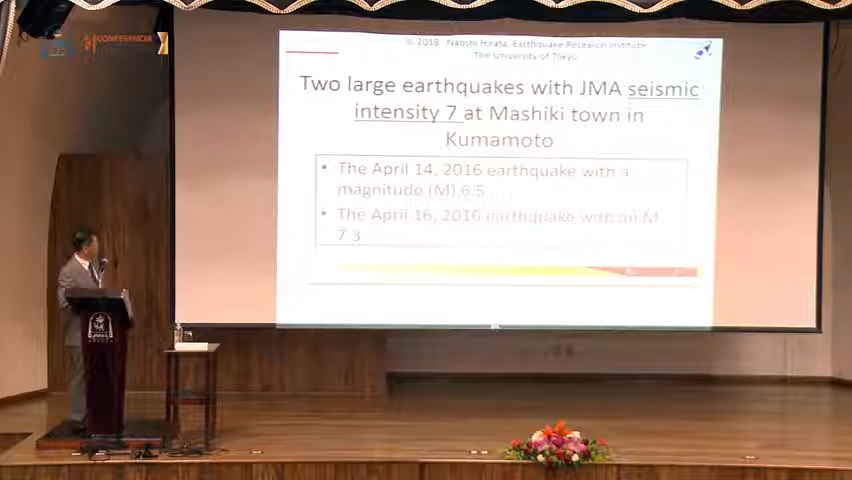 CONFERENCIA
© 2018 Naoshi Hirata, Earthquake Research Institute
The University of Tokyo
Two large earthquakes with JMA seismic
intensity 7 at Mashiki town in
Kumamoto
• The April 14, 2016 earthquake with a
magnitude (M) 6.5
• The April 16, 2016 earthquake with an M
7.3